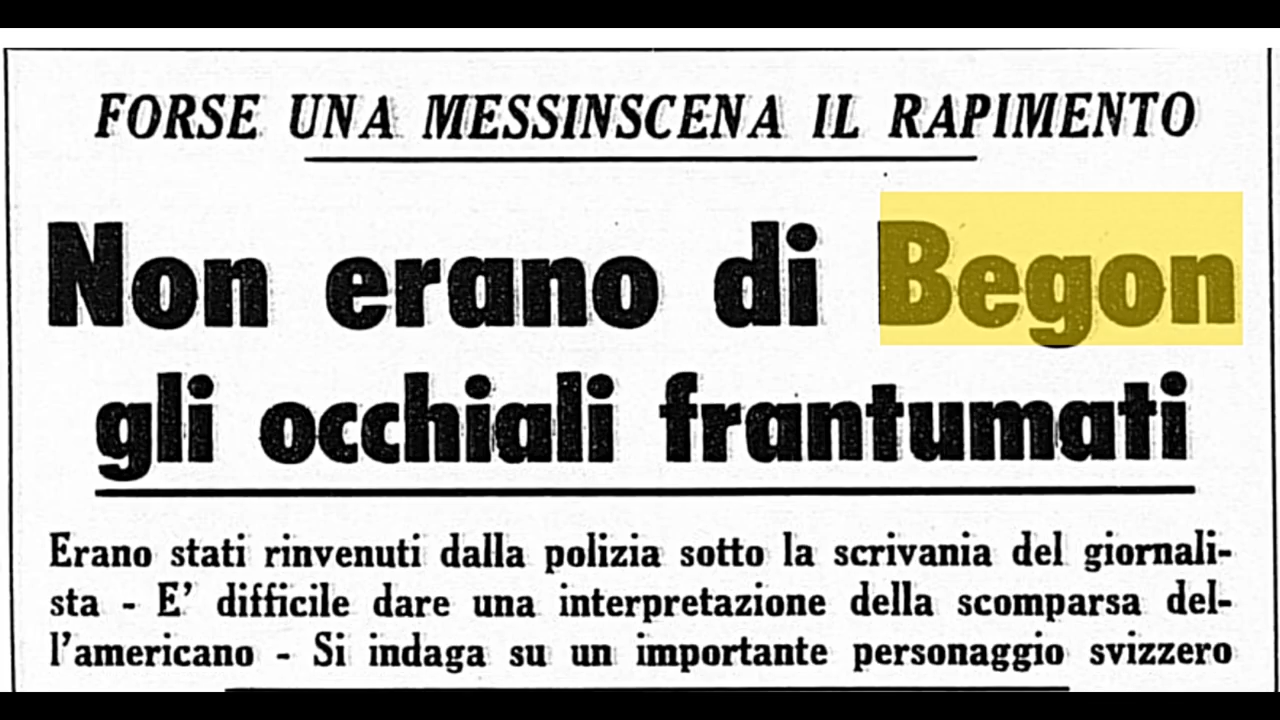 FORSE UNA MESSINSCENA IL RAPIMENTO
Non erano di Begon
gli occhiali frantumati
Erano stati rinvenuti dalla polizia sotto la scrivania del giornali-
sta - E' difficile dare una interpretazione della scomparsa del-
l'americano - Si indaga su un importante personaggio svizzero